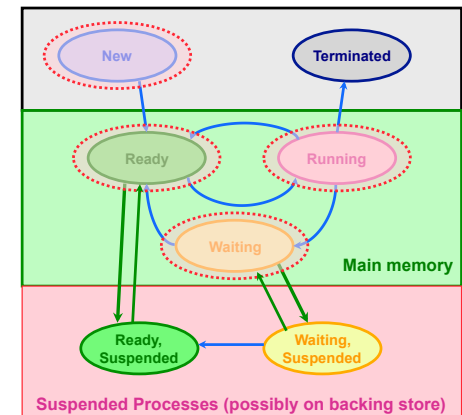 New
Terminated
Ready
Running
Waiting
Main memory
Ready,
Suspended
Waiting,
Suspended
Suspended Processes (possibly on backing store)